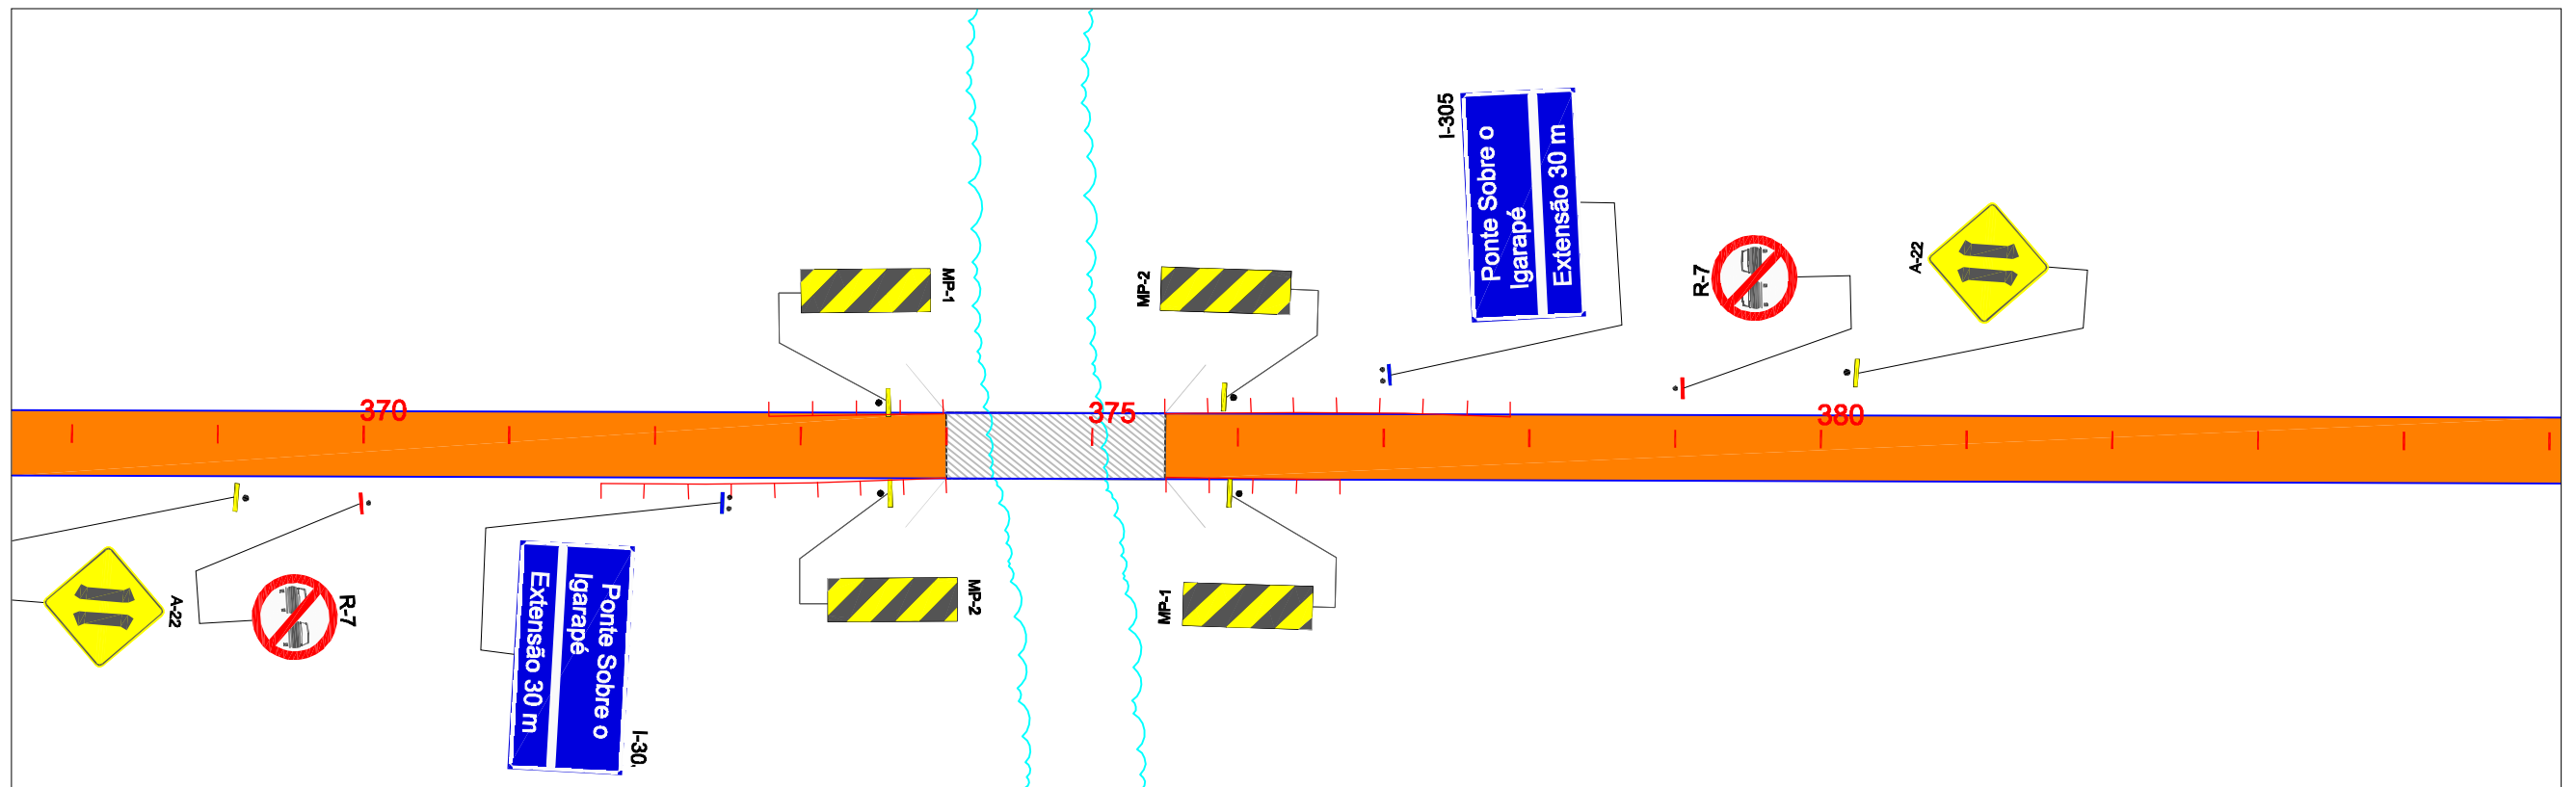 I-305
Ponte Sobre o
Igarapé
Extensão 30 m
R-7
A-22
MP-1
MP-2
370
375
380
A-22
R-7
Ponte Sobre o
Igarapé
Extensão 30 m
I-30
MP-2
MP-1